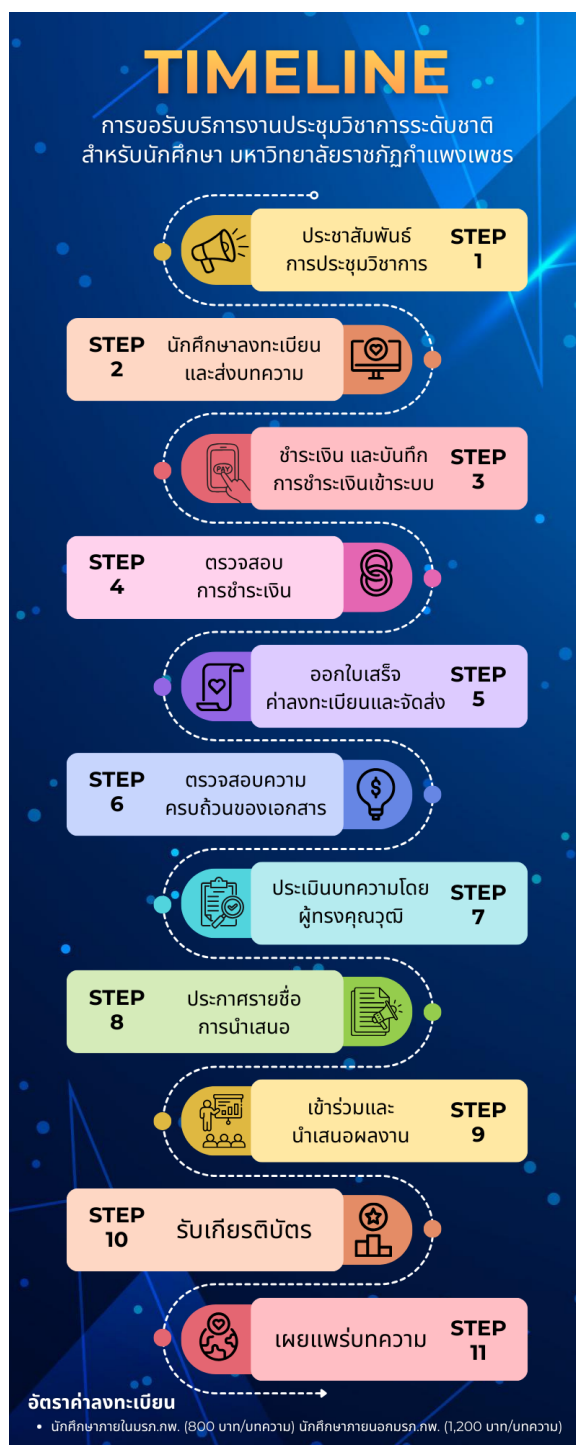 TIMELINE
การขอรับบริการงานประชุมวิชาการระดับชาติ
สำหรับนักศึกษา มหาวิทยาลัยราชภัฏกำแพงเพชร
ประชาสัมพันธ์
การประชุมวิชาการ
STEP
1
STEP
2
นักศึกษาลงทะเบียน
และส่งบทความ
PAY
ชำระเงิน และบันทึก
การชำระเงินเข้าระบบ
STEP
3
STEP
4
ตรวจสอบ
การชำระเงิน
ออกใบเสร็จ
ค่าลงทะเบียนและจัดส่ง
STEP
5
STEP
6
ตรวจสอบความ
ครบถ้วนของเอกสาร
$
ประเมินบทความโดย
ผู้ทรงคุณวุฒิ
STEP
7
STEP
8
ประกาศรายชื่อ
การนำเสนอ
เข้าร่วมและ
นำเสนอผลงาน
STEP
9
STEP
10
รับเกียรติบัตร
เผยแพร่บทความ
STEP
11
อัตราค่าลงทะเบียน
• นักศึกษาภายในมรภ.กพ. (800 บาท/บทความ) นักศึกษาภายนอกมรภ.กพ. (1,200 บาท/บทความ)